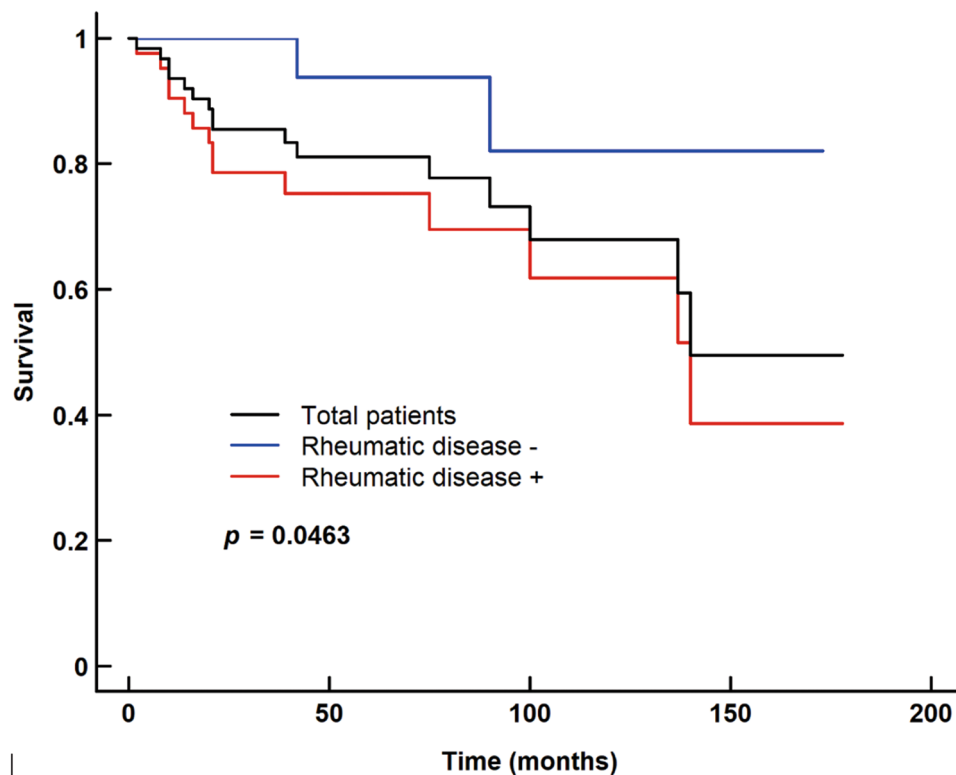 1
0.8
0.6
0.4
0.2
0
Survival
Total patients
Rheumatic disease -
Rheumatic disease +
p = 0.0463
0 50 100 150 200
Time (months)